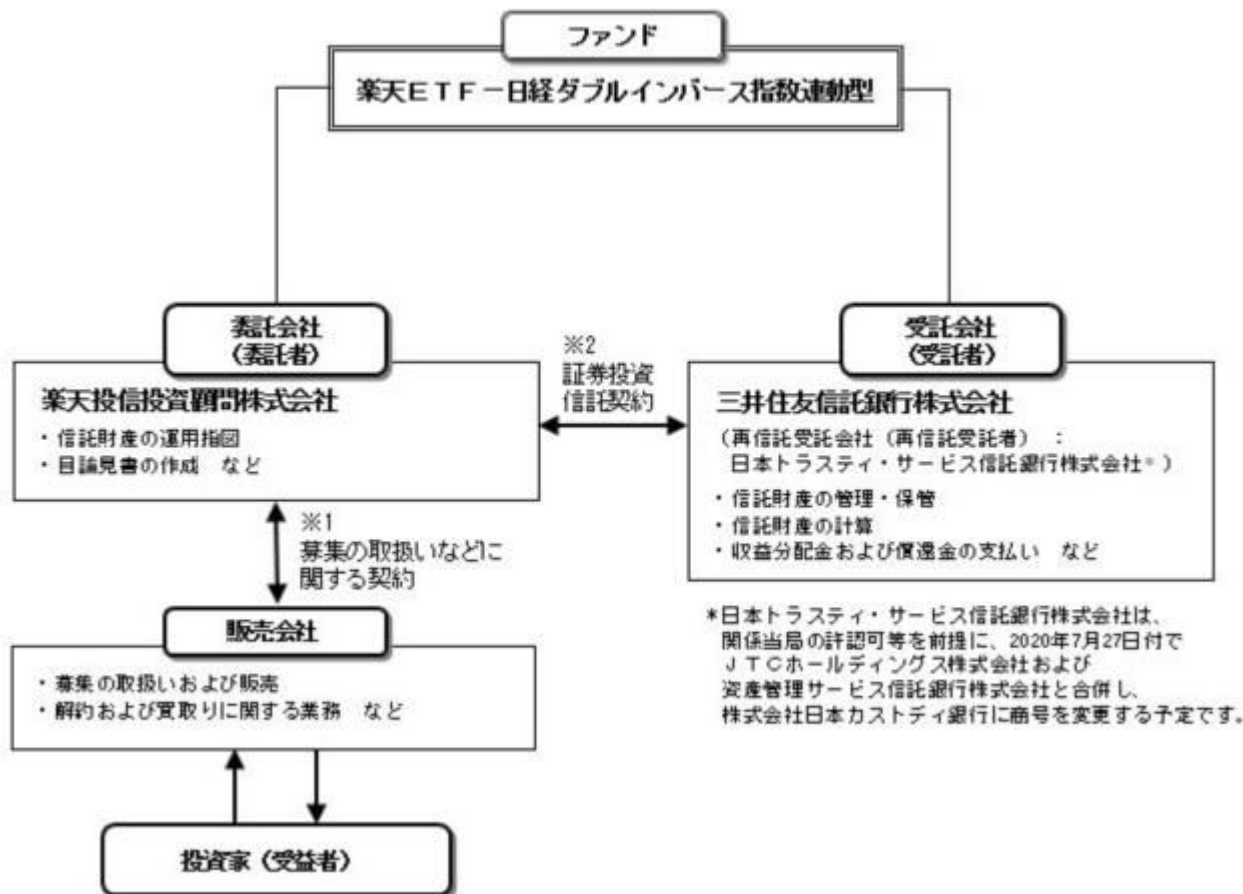 ファンド
楽天ETF－日経ダブルインバース指数連動型
委託会社
（委託者）
楽天投信投資顧問株式会社
・信託財産の運用指図
・目論見書の作成　など
※2
証券投資
信託契約
受託会社
（受託者）
三井住友信託銀行株式会社
（再信託受託会社（再信託受託者）：
日本トラスティ・サービス信託銀行株式会社*）
・信託財産の管理・保管
・信託財産の計算
・収益分配金および償還金の支払い　など
※1
募集の取扱いなどに
関する契約
販売会社
・募集の取扱いおよび販売
・解約および買取りに関する業務　など
投資家（受益者）
*日本トラスティ・サービス信託銀行株式会社は、
関係当局の許認可等を前提に、2020年7月27日付で
JTCホールディングス株式会社および
資産管理サービス信託銀行株式会社と合併し、
株式会社日本カストディ銀行に商号を変更する予定です。